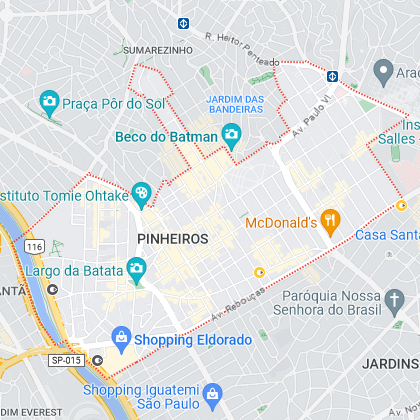 SUMAREZINHO
R. Heitor Penteado
Praça Pôr do Sol
JARDIM DAS
BANDEIRAS
Beco do Batman
Av. Paulo VI
Arac
Ins
Salles
stituto Tomie Ohtake
McDonald's
Casa Santa
116
PINHEIROS
Largo da Batata
NTÃ
Av. Rebouças
Paróquia Nossa
Senhora do Brasil
Shopping Eldorado
SP-015
JARDINS
Shopping Iguatemi
São Paulo
DIM EVEREST